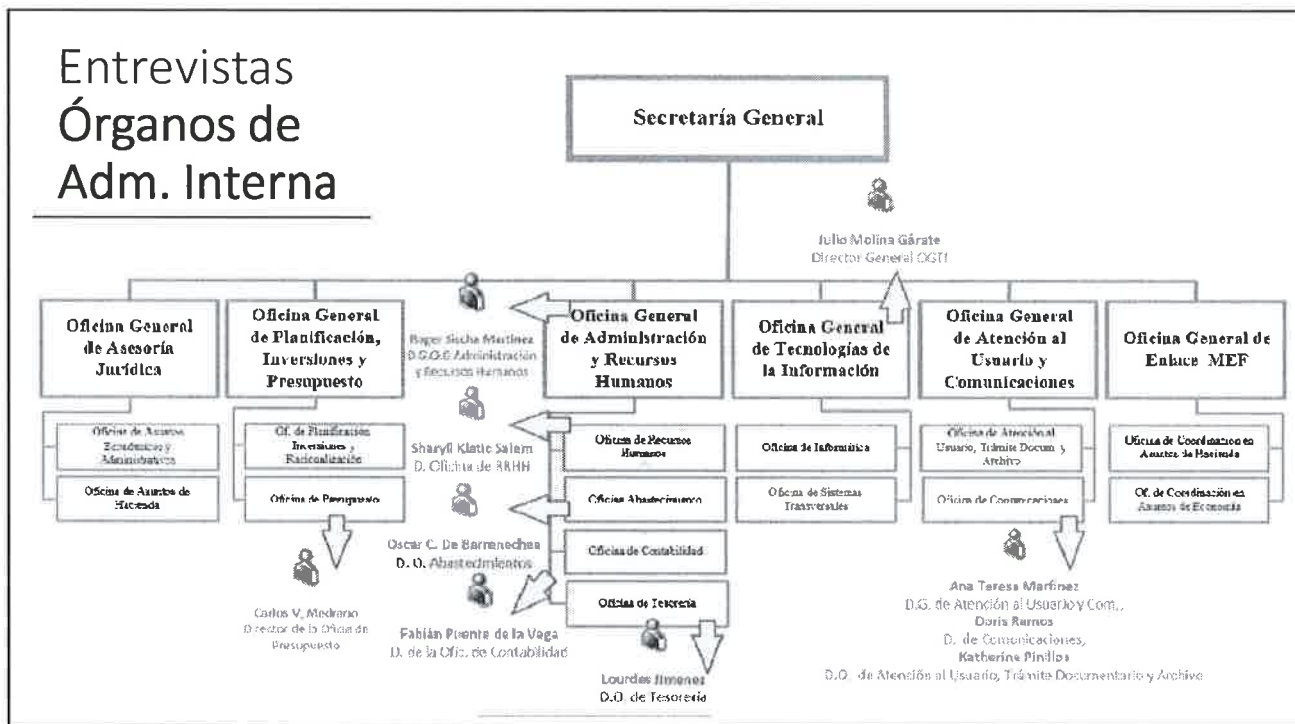 Entrevistas
Órganos de
Adm. Interna
Secretaría General
Julio Molina Gárate
Director General OGTI
Oficina General
de Asesoría
Jurídica
Oficina de Asuntos
Económicos y
Administrativos
Oficina de Asuntos de
Hacienda
Oficina General
de Planificación,
Inversiones y
Presupuesto
Of. de Planificación
Inversiones y
Racionalización
Oficina de Presupuesto
Carlos V. Medrano
Director de la Oficia de
Presupuesto
Roger Siccha Martinez
D.G.O.G Administración
y Recursos Humanos
Sharyll Klatic Salem
D. Oficina de RRHH
Oscar C. De Barrenechea
D. O. Abastecimientos
Fabián Puente de la Vega
D. de la Ofic. de Contabilidad
Oficina General
de Administración
y Recursos
Humanos
Oficina de Recursos
Humanos
Oficina Abastecimiento
Oficina de Contabilidad
Oficina de Tesorería
Lourdes Jimenez
D.O. de Tesorería
Oficina General
de Tecnologías de
la Información
Oficina de Informática
Oficina de Sistemas
Transversales
Oficina General
de Atención al
Usuario y
Comunicaciones
Oficina de Atención al
Usuario, Trámite Docum. y
Archivo
Oficina de Comunicaciones
Ana Teresa Martínez
D.G. de Atención al Usuario y Com.,
Doris Ramos
D. de Comunicaciones,
Katherine Pinillos
D.O. de Atención al Usuario, Trámite Documentario y Archivo
Oficina General de
Enlace MEF
Oficina de Coordinación en
Asuntos de Hacienda
Of. de Coordinación en
Asuntos de Economía